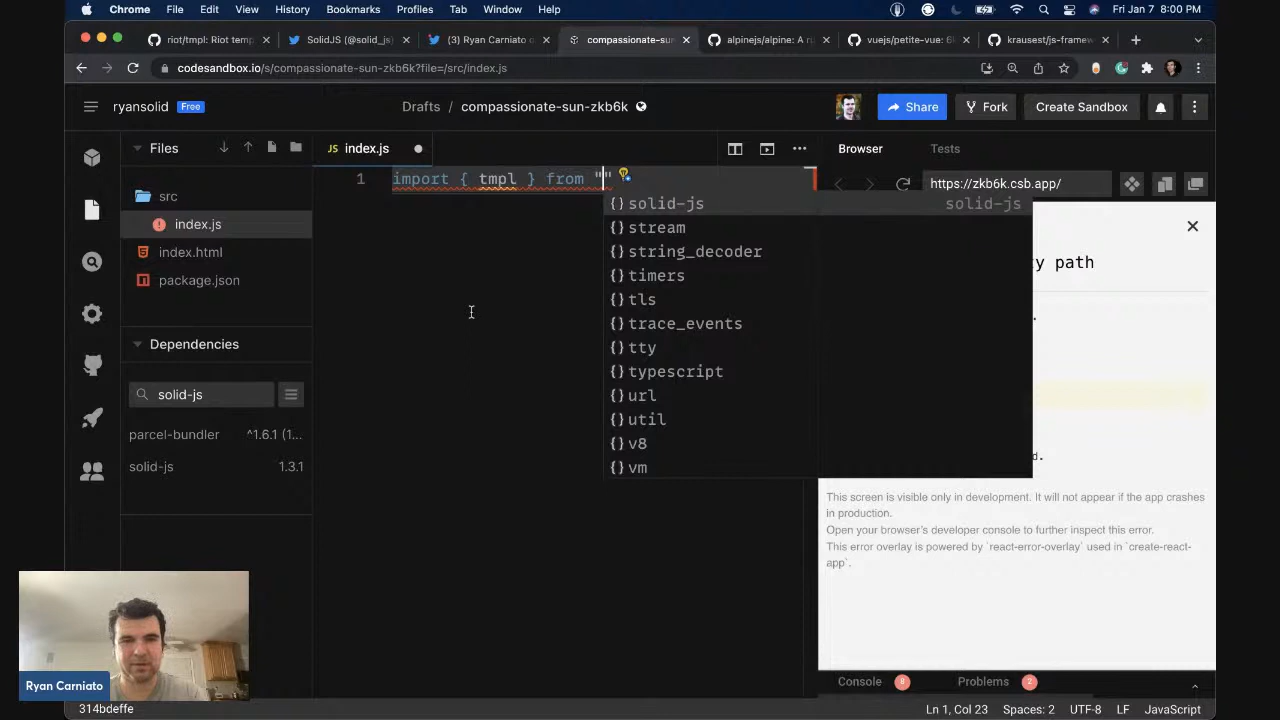 Chrome File Edit View History Bookmarks Profiles Tab Window Help Fri Jan 7 8:00 PM
riot/tmpl: Riot temp
SolidJS (@solid_js)
(3) Ryan Carniato on
compassionate-sun
alpinejs/alpine: A ru
vuejs/petite-vue: 6k
krausest/js-framew
codesandbox.io/s/compassionate-sun-zkb6k?file=/src/index.js
ryansolid Free
Drafts / compassionate-sun-zkb6k
Share
Fork
Create Sandbox
Files
JS index.js
Browser
Tests
1 import { tmpl } from ""
https://zkb6k.csb.app/
src
index.js
index.html
package.json
{} solid-js solid-js
{} stream
{} string_decoder
{} timers
{} tls
{} trace_events
{} tty
{} typescript
{} url
{} util
{} v8
{} vm
y path
.
d.
Dependencies
solid-js
parcel-bundler ^1.6.1 (1...
solid-js 1.3.1
This screen is visible only in development. It will not appear if the app crashes
in production.
Open your browser's developer console to further inspect this error.
This error overlay is powered by `react-error-overlay` used in `create-react-
app`.
Ryan Carniato
Console 8
Problems 2
314bdeffe
Ln 1, Col 23 Spaces: 2 UTF-8 LF JavaScript